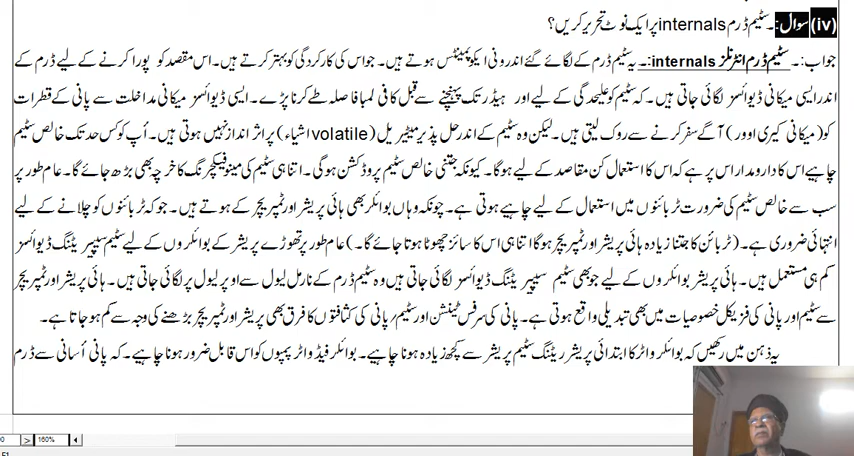 (iv) سوال:۔ سٹیم ڈرم internals پر ایک نوٹ تحریر کریں؟
جواب:۔ سٹیم ڈرم انٹرنلز internals:۔ یہ سٹیم ڈرم کے لگائے گئے اندرونی ایکوپمینٹس ہوتے ہیں۔ جو اس کی کارکردگی کو بہتر کرتے ہیں۔ اس مقصد کو پورا کرنے کے لیے ڈرم کے
اندر ایسی میکانی ڈیوائسز لگائی جاتی ہیں۔ کہ سٹیم کو علیحدگی کے لیے اور ہیڈر تک پہنچنے سے قبل کافی لمبا فاصلہ طے کرنا پڑے۔ ایسی ڈیوائسز میکانی مداخلت سے پانی کے قطرات
کو (میکانی کیری اوور) آگے سفر کرنے سے روک لیتی ہیں۔ لیکن وہ سٹیم کے اندر حل پذیر میٹیریل (volatile اشیاء) پر اثر انداز نہیں ہوتی ہیں۔ آپ کو کس حد تک خالص سٹیم
چاہیے اس کا دارومدار اس پر ہے کہ اس کا استعمال کن مقاصد کے لیے ہوگا۔ کیونکہ جتنی خالص سٹیم پروڈکشن ہوگی۔ اتنا ہی سٹیم کی مینوفیکچرنگ کا خرچہ بھی بڑھ جائے گا۔ عام طور پر
سب سے خالص سٹیم کی ضرورت ٹربائنوں میں استعمال کے لیے چاہیے ہوتی ہے۔ چونکہ وہاں بوائلر بھی ہائی پریشر اور ٹمپریچر کے ہوتے ہیں۔ جو کہ ٹربائنوں کو چلانے کے لیے
انتہائی ضروری ہے۔ (ٹربائن کا جتنا زیادہ ہائی پریشر اور ٹمپریچر ہوگا اتنا ہی اس کا سائز چھوٹا ہوتا جائے گا۔) عام طور پر تھوڑے پریشر کے بوائلروں کے لیے سٹیم سیپریٹنگ ڈیوائسز
کم ہی مستعمل ہیں۔ ہائی پریشر بوائلروں کے لیے جو بھی سٹیم سیپریٹنگ ڈیوائسز لگائی جاتی ہیں وہ سٹیم ڈرم کے نارمل لیول سے اوپر لیول پر لگائی جاتی ہیں۔ ہائی پریشر اور ٹمپریچر
سے سٹیم اور پانی کی فزیکل خصوصیات میں بھی تبدیلی واقع ہوتی ہے۔ پانی کی سرفس ٹینشن اور سٹیم/پانی کی کثافتوں کا فرق بھی پریشر اور ٹمپریچر بڑھنے کی وجہ سے کم ہو جاتا ہے۔
یہ ذہن میں رکھیں کہ بوائلر واٹر کا ابتدائی پریشر ریٹنگ سٹیم پریشر سے کچھ زیادہ ہونا چاہیے۔ بوائلر فیڈ واٹر پمپوں کو اس قابل ضرور ہونا چاہیے۔ کہ پانی آسانی سے ڈرم
160%